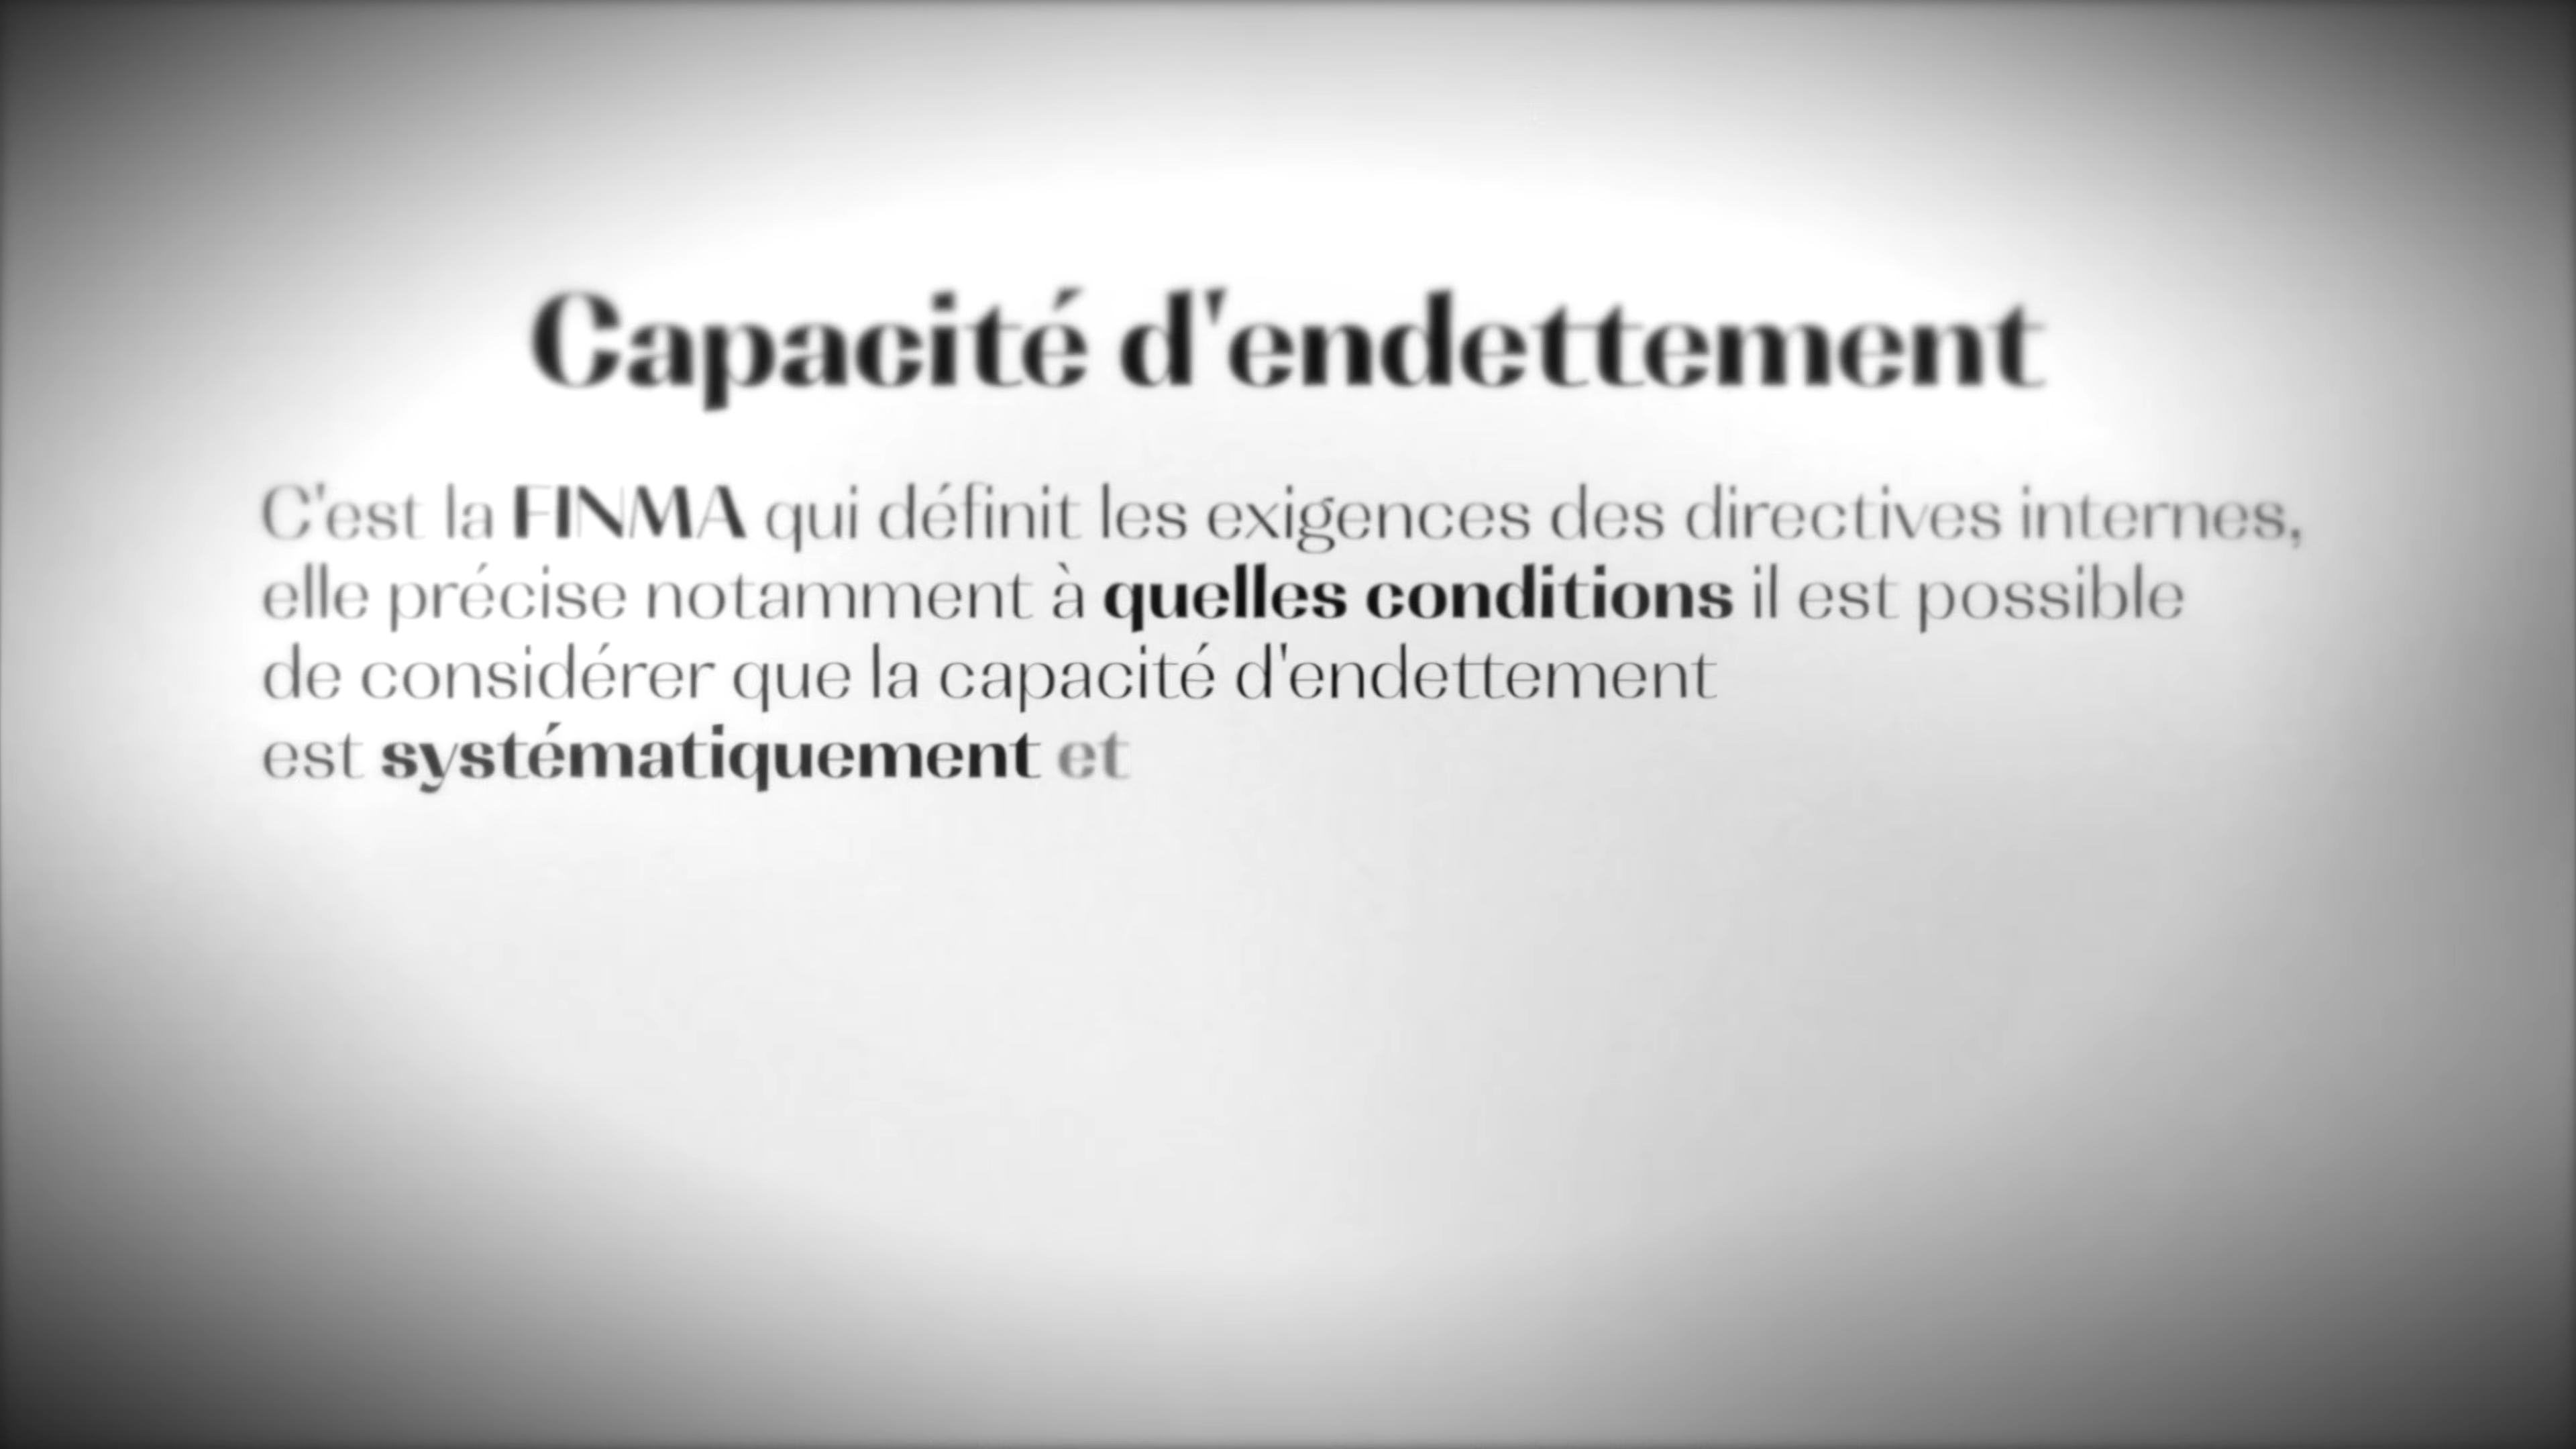 Capacité d'endettement
C'est la FINMA qui définit les exigences des directives internes,
elle précise notamment à quelles conditions il est possible
de considérer que la capacité d'endettement
est systématiquement et